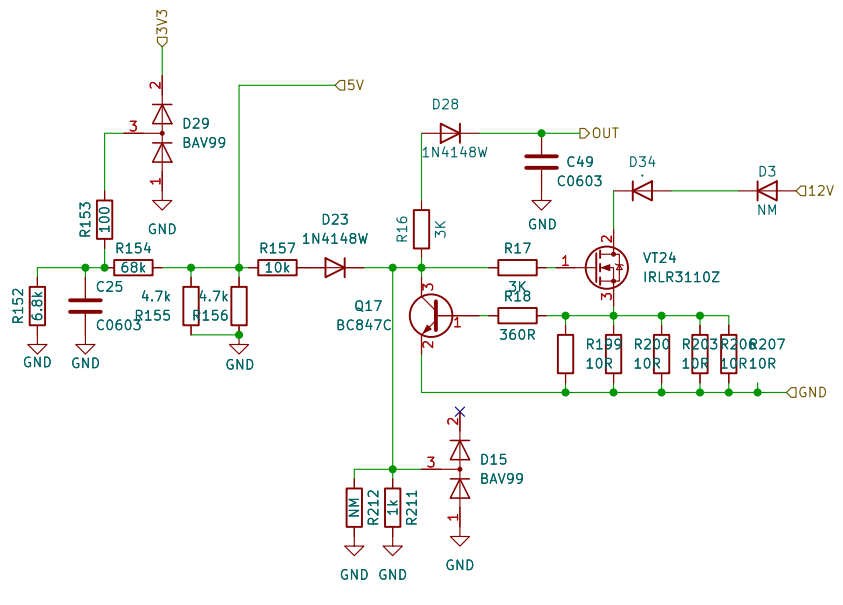 3V3
2
3
D29
BAV99
1
GND
5V
D28
1N4148W
OUT
C49
C0603
GND
D34
D3
NM
12V
R153
100
R154
68k
D23
1N4148W
R157
10k
R16
3K
R17
3K
1
2
3
VT24
IRLR3110Z
R152
6.8k
C25
C0603
4.7k
R155
4.7k
R156
GND
GND
GND
Q17
BC847C
3
1
2
R18
360R
R199
10R
R200
10R
R203
10R
R206
10R
R207
10R
GND
2
3
D15
BAV99
1
NM
R212
1k
R211
GND
GND
GND